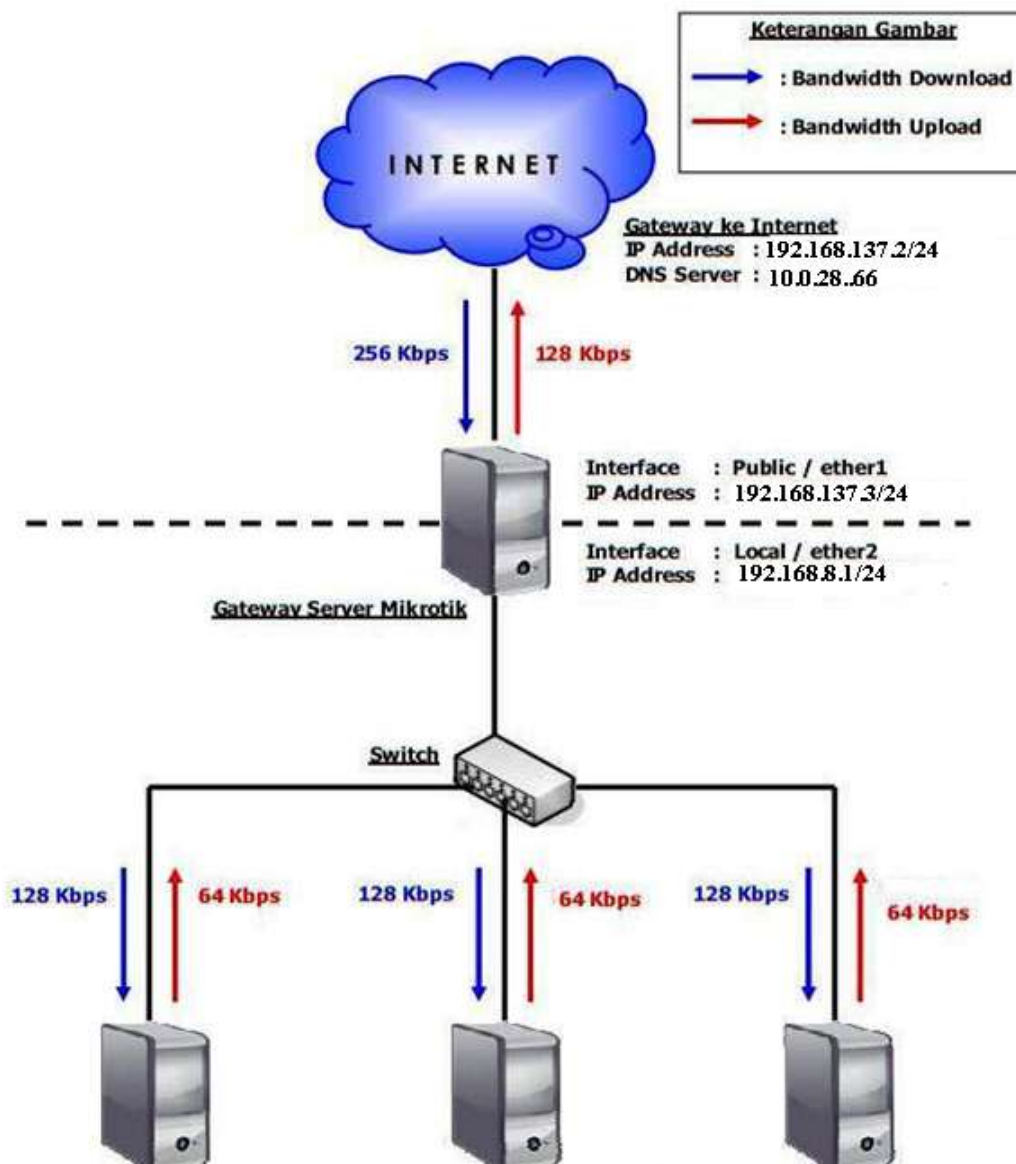 Keterangan Gambar
: Bandwidth Download
: Bandwidth Upload
INTERNET
Gateway ke Internet
IP Address : 192.168.137.2/24
DNS Server : 10.0.28..66
256 Kbps
128 Kbps
Interface : Public / ether1
IP Address : 192.168.137.3/24
Interface : Local / ether2
IP Address : 192.168.8.1/24
Gateway Server Mikrotik
Switch
128 Kbps
64 Kbps
128 Kbps
64 Kbps
128 Kbps
64 Kbps